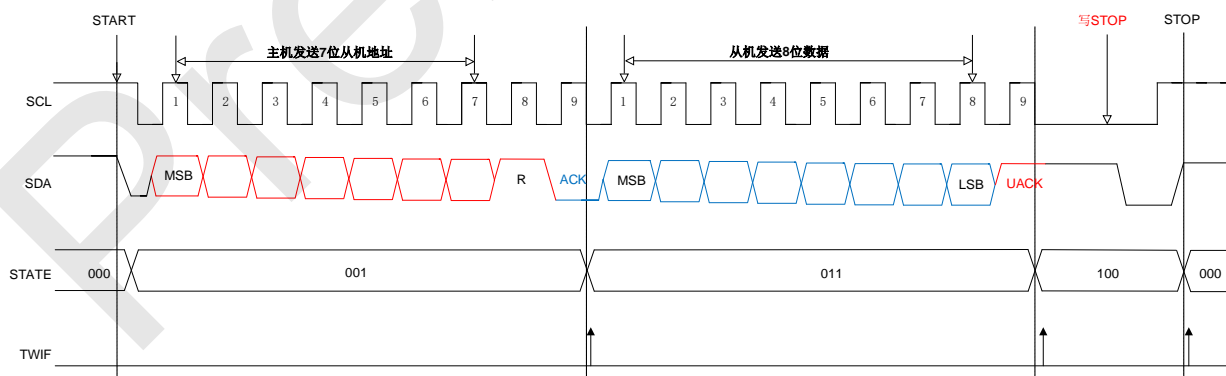 START 写STOP STOP
主机发送7位从机地址 从机发送8位数据
SCL 1 2 3 4 5 6 7 8 9 1 2 3 4 5 6 7 8 9
SDA MSB R ACK MSB LSB UACK
STATE 000 001 011 100 000
TWIF